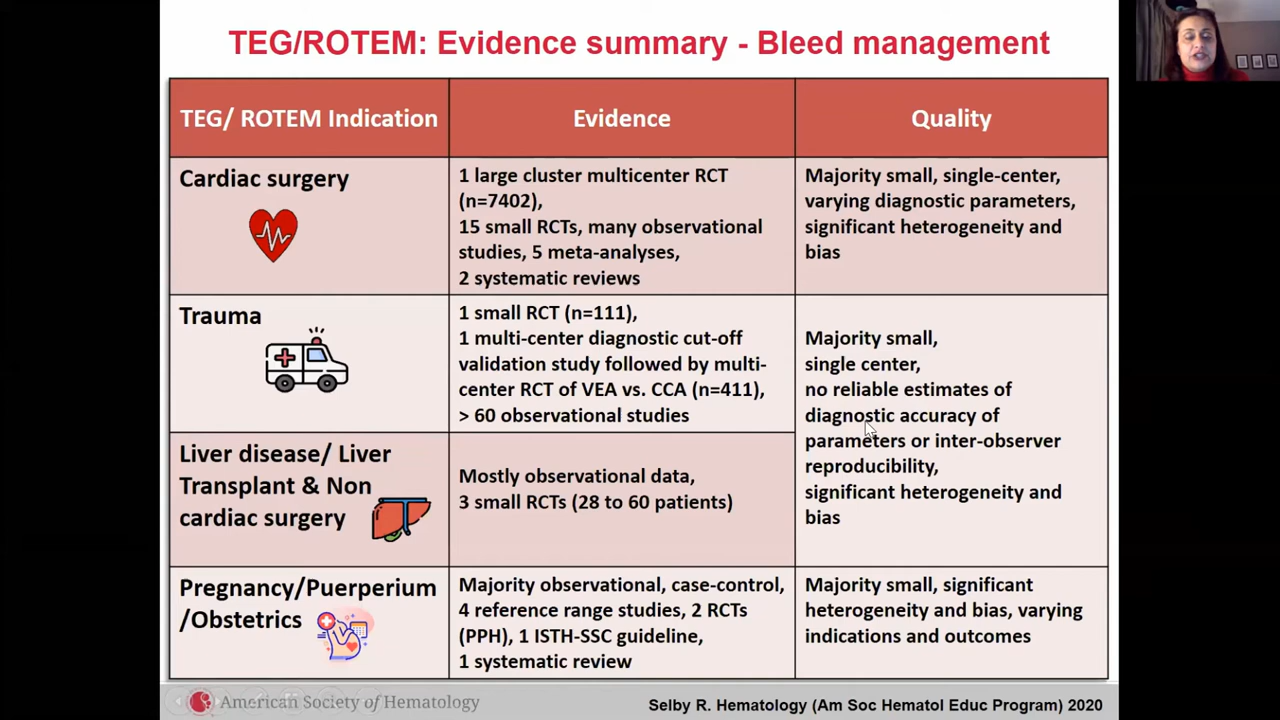 TEG/ROTEM: Evidence summary - Bleed management
TEG/ ROTEM Indication
Evidence
Quality
Cardiac surgery
1 large cluster multicenter RCT
(n=7402),
15 small RCTs, many observational
studies, 5 meta-analyses,
2 systematic reviews
Majority small, single-center,
varying diagnostic parameters,
significant heterogeneity and
bias
Trauma
1 small RCT (n=111),
1 multi-center diagnostic cut-off
validation study followed by multi-
center RCT of VEA vs. CCA (n=411),
> 60 observational studies
Majority small,
single center,
no reliable estimates of
diagnostic accuracy of
parameters or inter-observer
reproducibility,
significant heterogeneity and
bias
Liver disease/ Liver
Transplant & Non
cardiac surgery
Mostly observational data,
3 small RCTs (28 to 60 patients)
Pregnancy/Puerperium
/Obstetrics
Majority observational, case-control,
4 reference range studies, 2 RCTs
(PPH), 1 ISTH-SSC guideline,
1 systematic review
Majority small, significant
heterogeneity and bias, varying
indications and outcomes
American Society of Hematology
Selby R. Hematology (Am Soc Hematol Educ Program) 2020